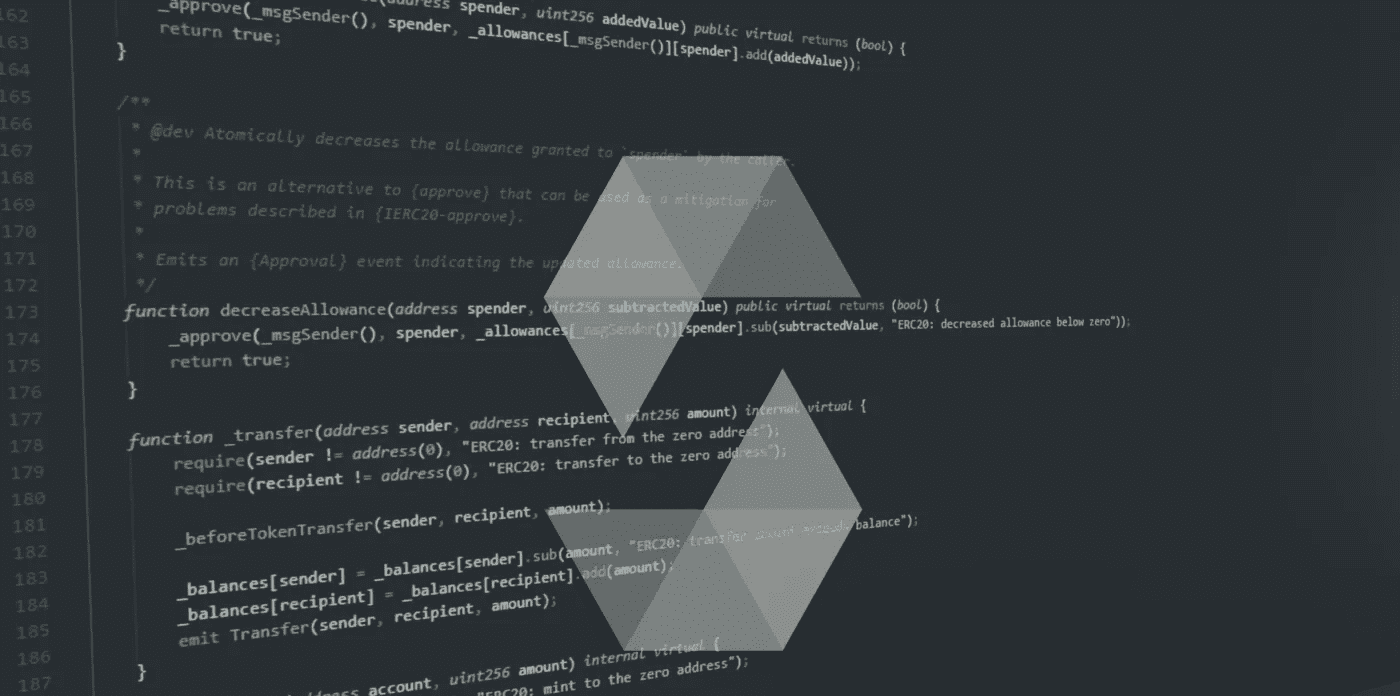 _approve(_msgSender(), spender, _allowances[_msgSender()][spender].add(addedValue));
spender, uint256 addedValue) public virtual returns (bool) {
162 return true;
163 }
164
165 /**
166 * @dev Atomically decreases the allowance granted to `spender` by the caller.
167 *
168 * This is an alternative to {approve} that can be used as a mitigation for
169 * problems described in {IERC20-approve}.
170 *
171 * Emits an {Approval} event indicating the updated allowance.
172 */
173 function decreaseAllowance(address spender, uint256 subtractedValue) public virtual returns (bool) {
174 _approve(_msgSender(), spender, _allowances[_msgSender()][spender].sub(subtractedValue, "ERC20: decreased allowance below zero"));
175 return true;
176 }
177
178 function _transfer(address sender, address recipient, uint256 amount) internal virtual {
179 require(sender != address(0), "ERC20: transfer from the zero address");
180 require(recipient != address(0), "ERC20: transfer to the zero address");
181
182 _beforeTokenTransfer(sender, recipient, amount);
183
184 _balances[sender] = _balances[sender].sub(amount, "ERC20: transfer amount exceeds balance");
185 _balances[recipient] = _balances[recipient].add(amount);
186 emit Transfer(sender, recipient, amount);
187 }
account, uint256 amount) internal virtual {
"ERC20: mint to the zero address");